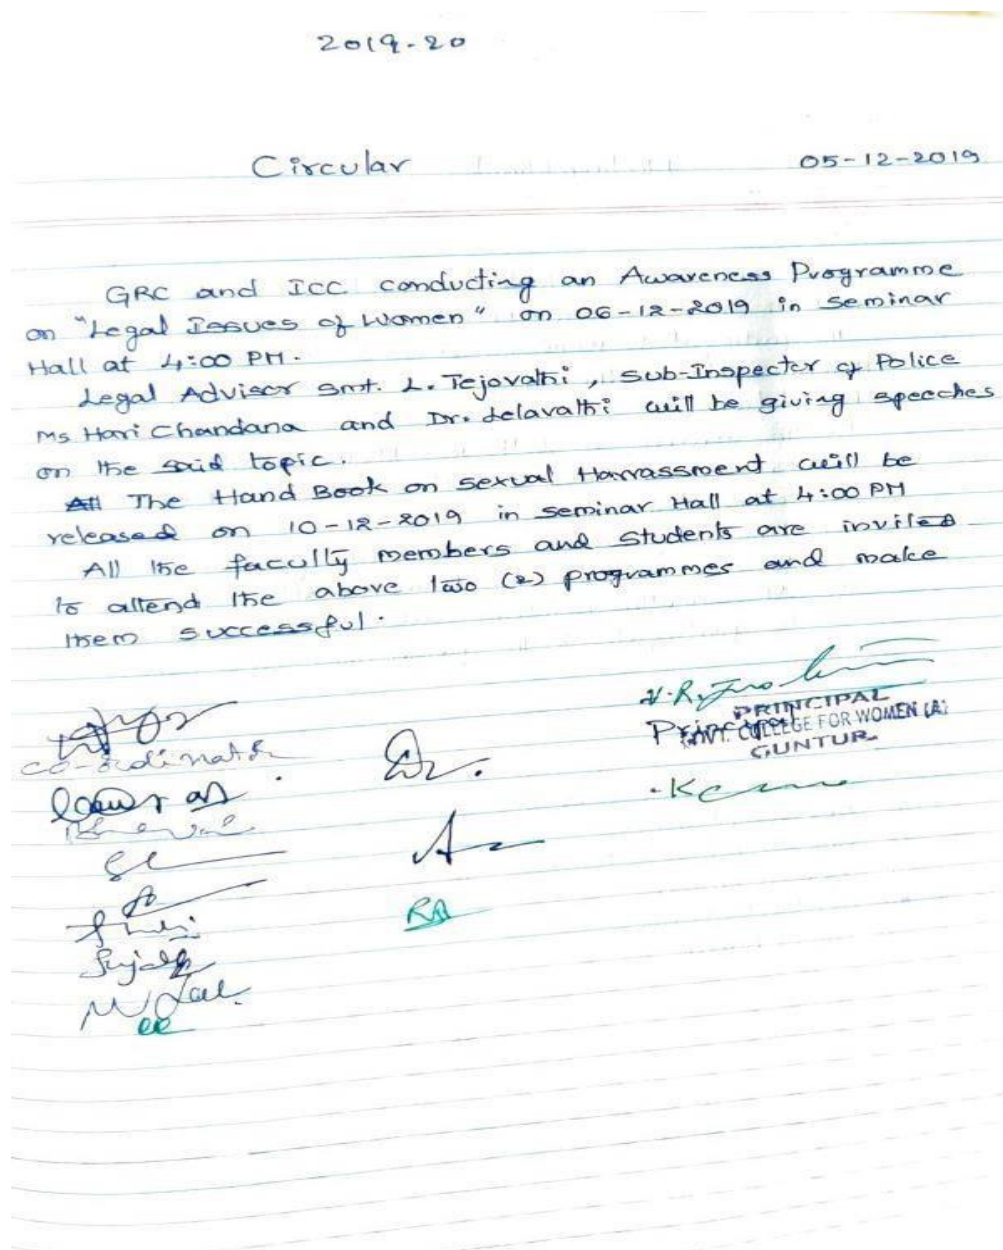 2019-20
Circular 05-12-2019
GRC and ICC conducting an Awareness Programme
on "Legal Issues of Women" on 06-12-2019 in Seminar
Hall at 4:00 PM.
Legal Advisor Smt. L. Tejovathi, Sub-Inspector of Police
Ms Hari Chandana and Dr. Lelavathi will be giving speeches
on the said topic.
The Hand Book on sexual Harrassment will be
released on 10-12-2019 in seminar Hall at 4:00 PM
All the faculty members and students are invited
to attend the above two (2) programmes and make
them successful.
PRINCIPAL
Principal
GOVT. COLLEGE FOR WOMEN (A)
GUNTUR
co-ordinator
RA